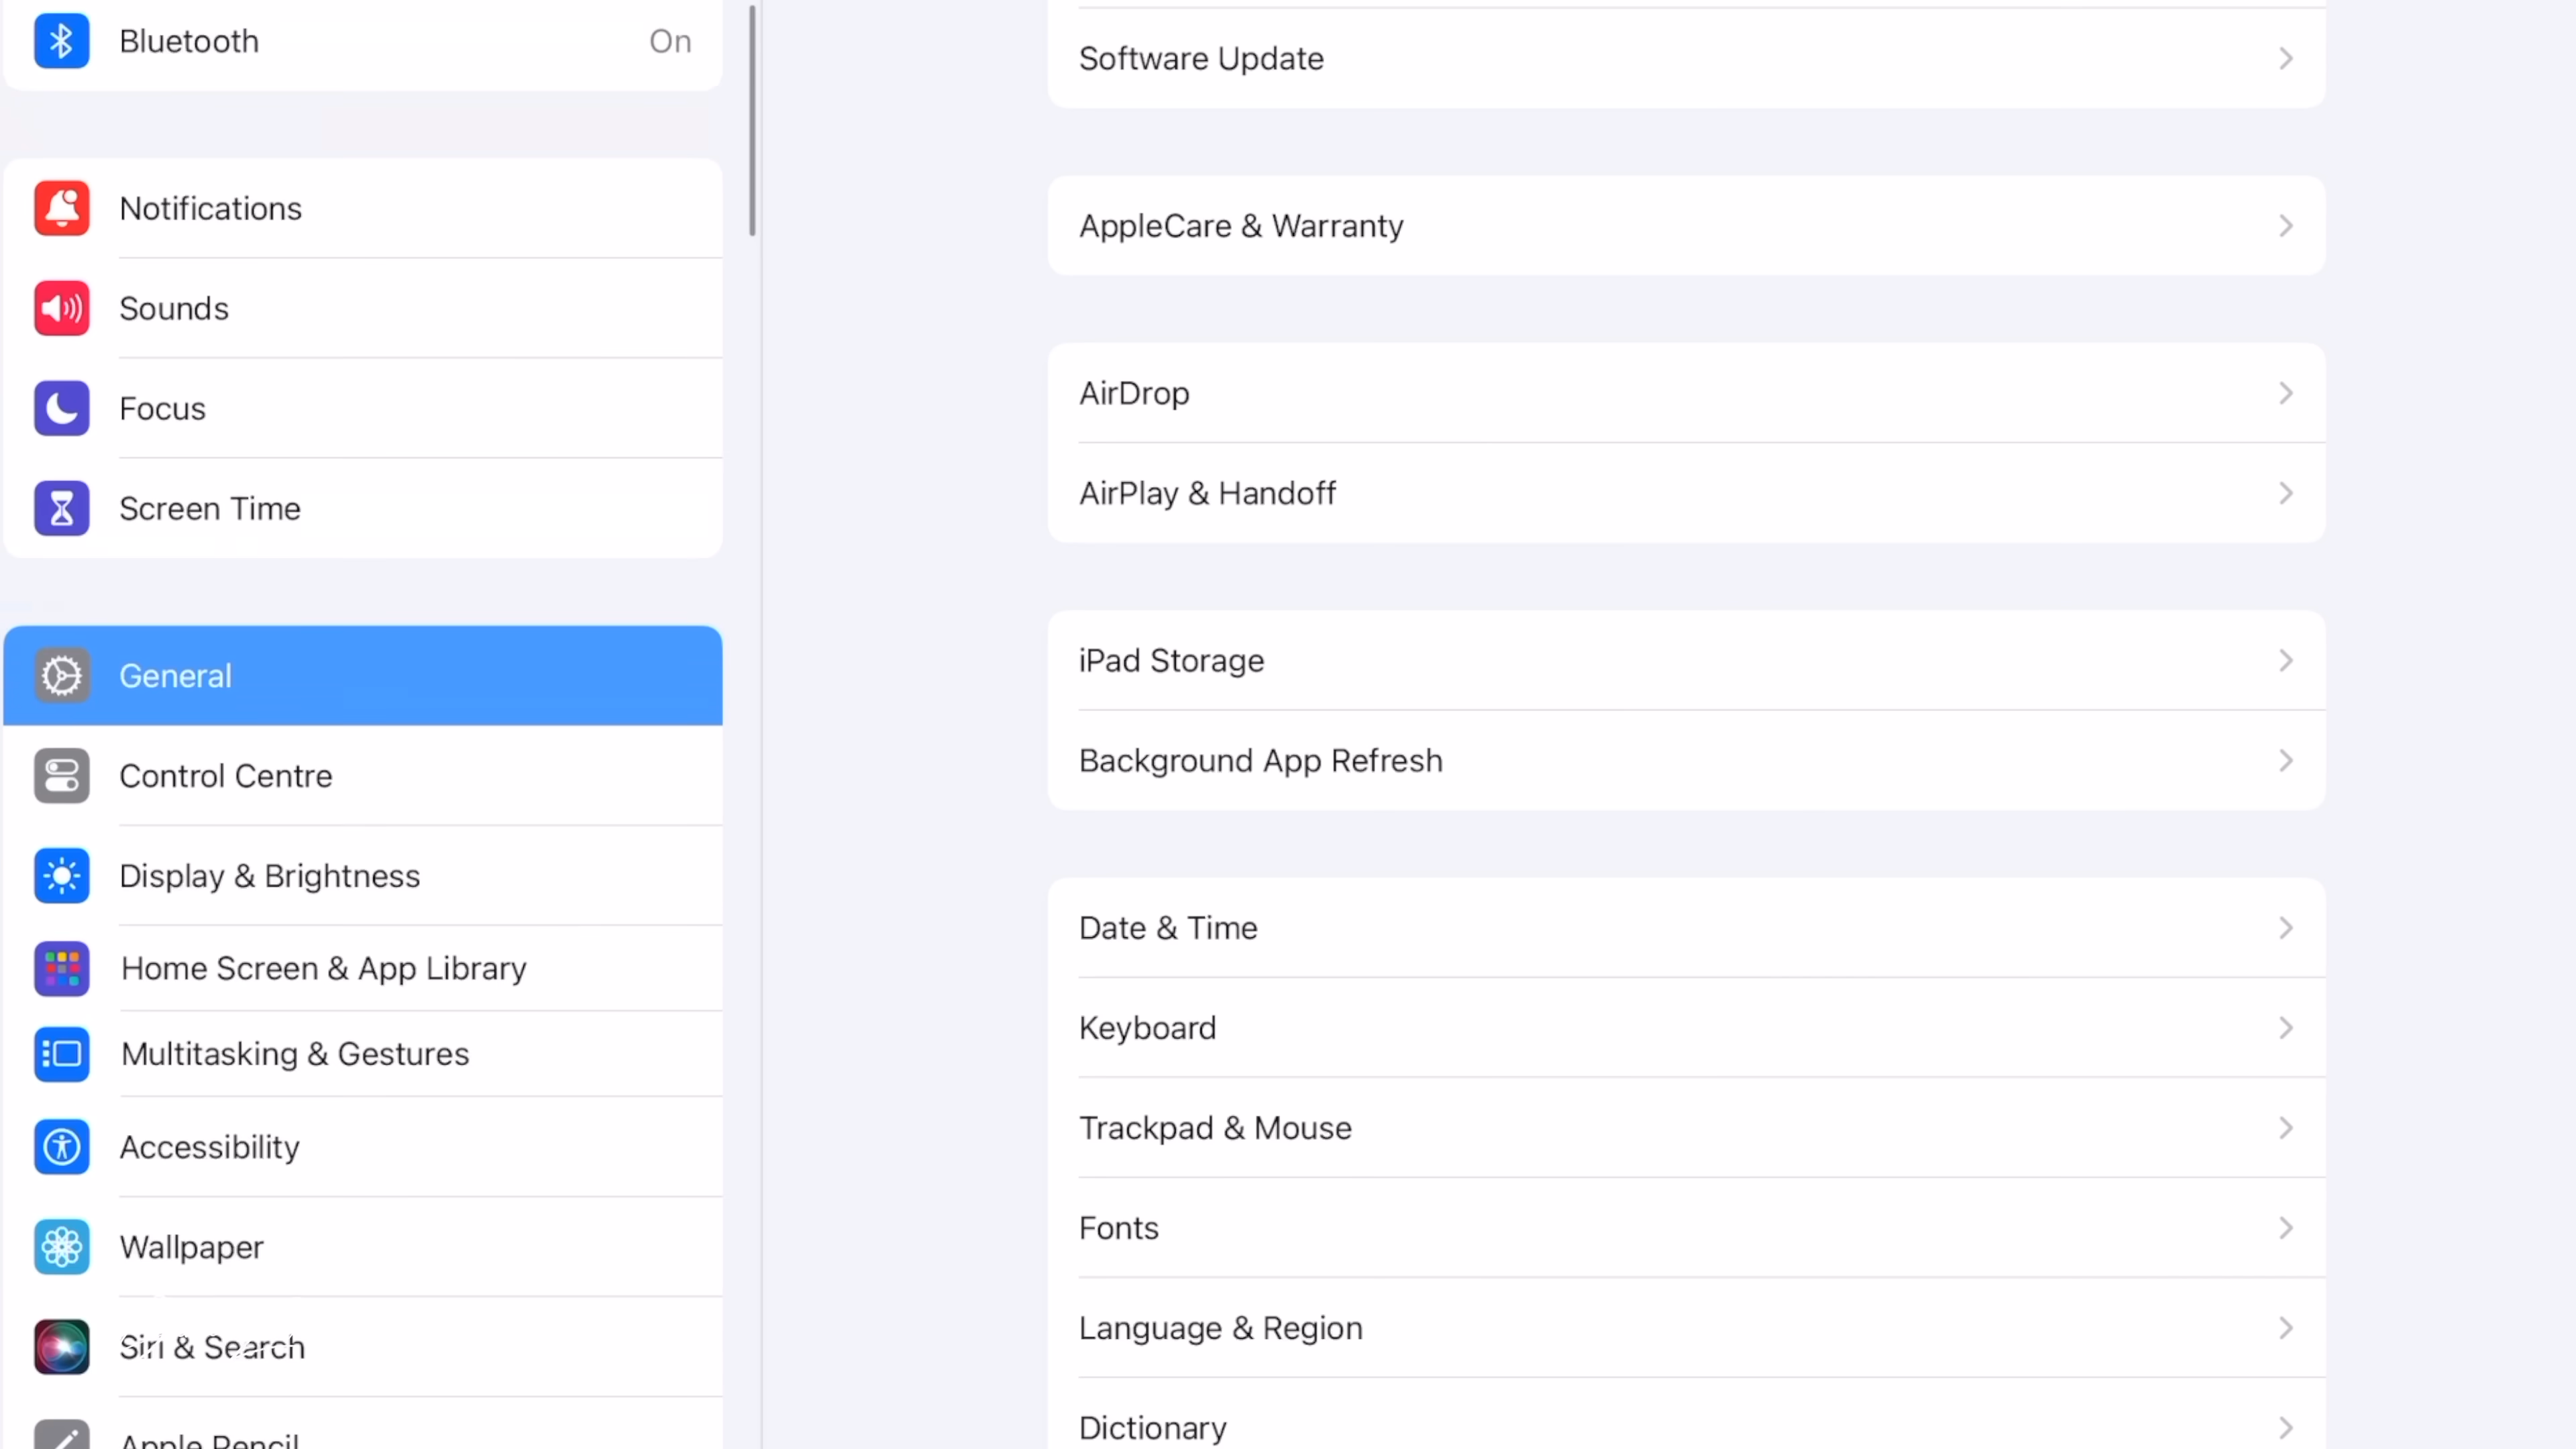 Bluetooth On
Notifications
Sounds
Focus
Screen Time
General
Control Centre
Display & Brightness
Home Screen & App Library
Multitasking & Gestures
Accessibility
Wallpaper
Siri & Search
Apple Pencil
Software Update
AppleCare & Warranty
AirDrop
AirPlay & Handoff
iPad Storage
Background App Refresh
Date & Time
Keyboard
Trackpad & Mouse
Fonts
Language & Region
Dictionary